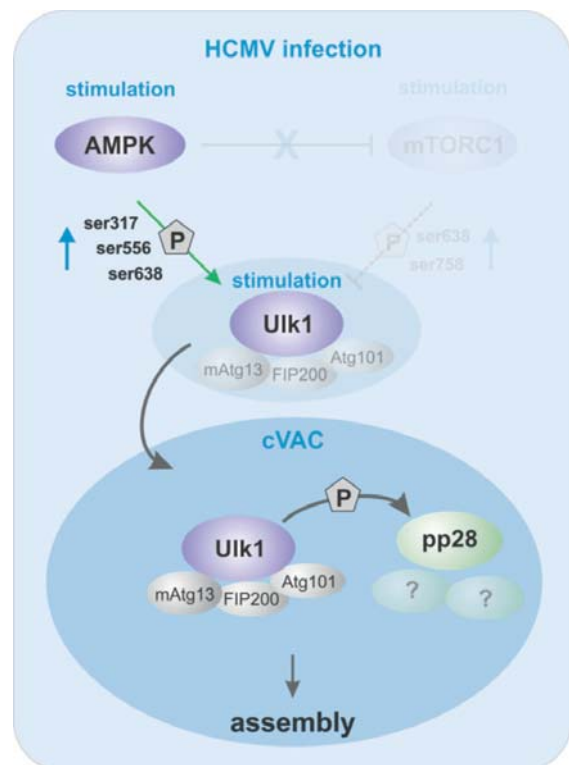 HCMV infection
stimulation
stimulation
AMPK
X
mTORC1
ser317
ser556
ser638
P
P
ser638
ser758
stimulation
Ulk1
mAtg13
FIP200
Atg101
cVAC
P
Ulk1
pp28
mAtg13
FIP200
Atg101
?
?
assembly